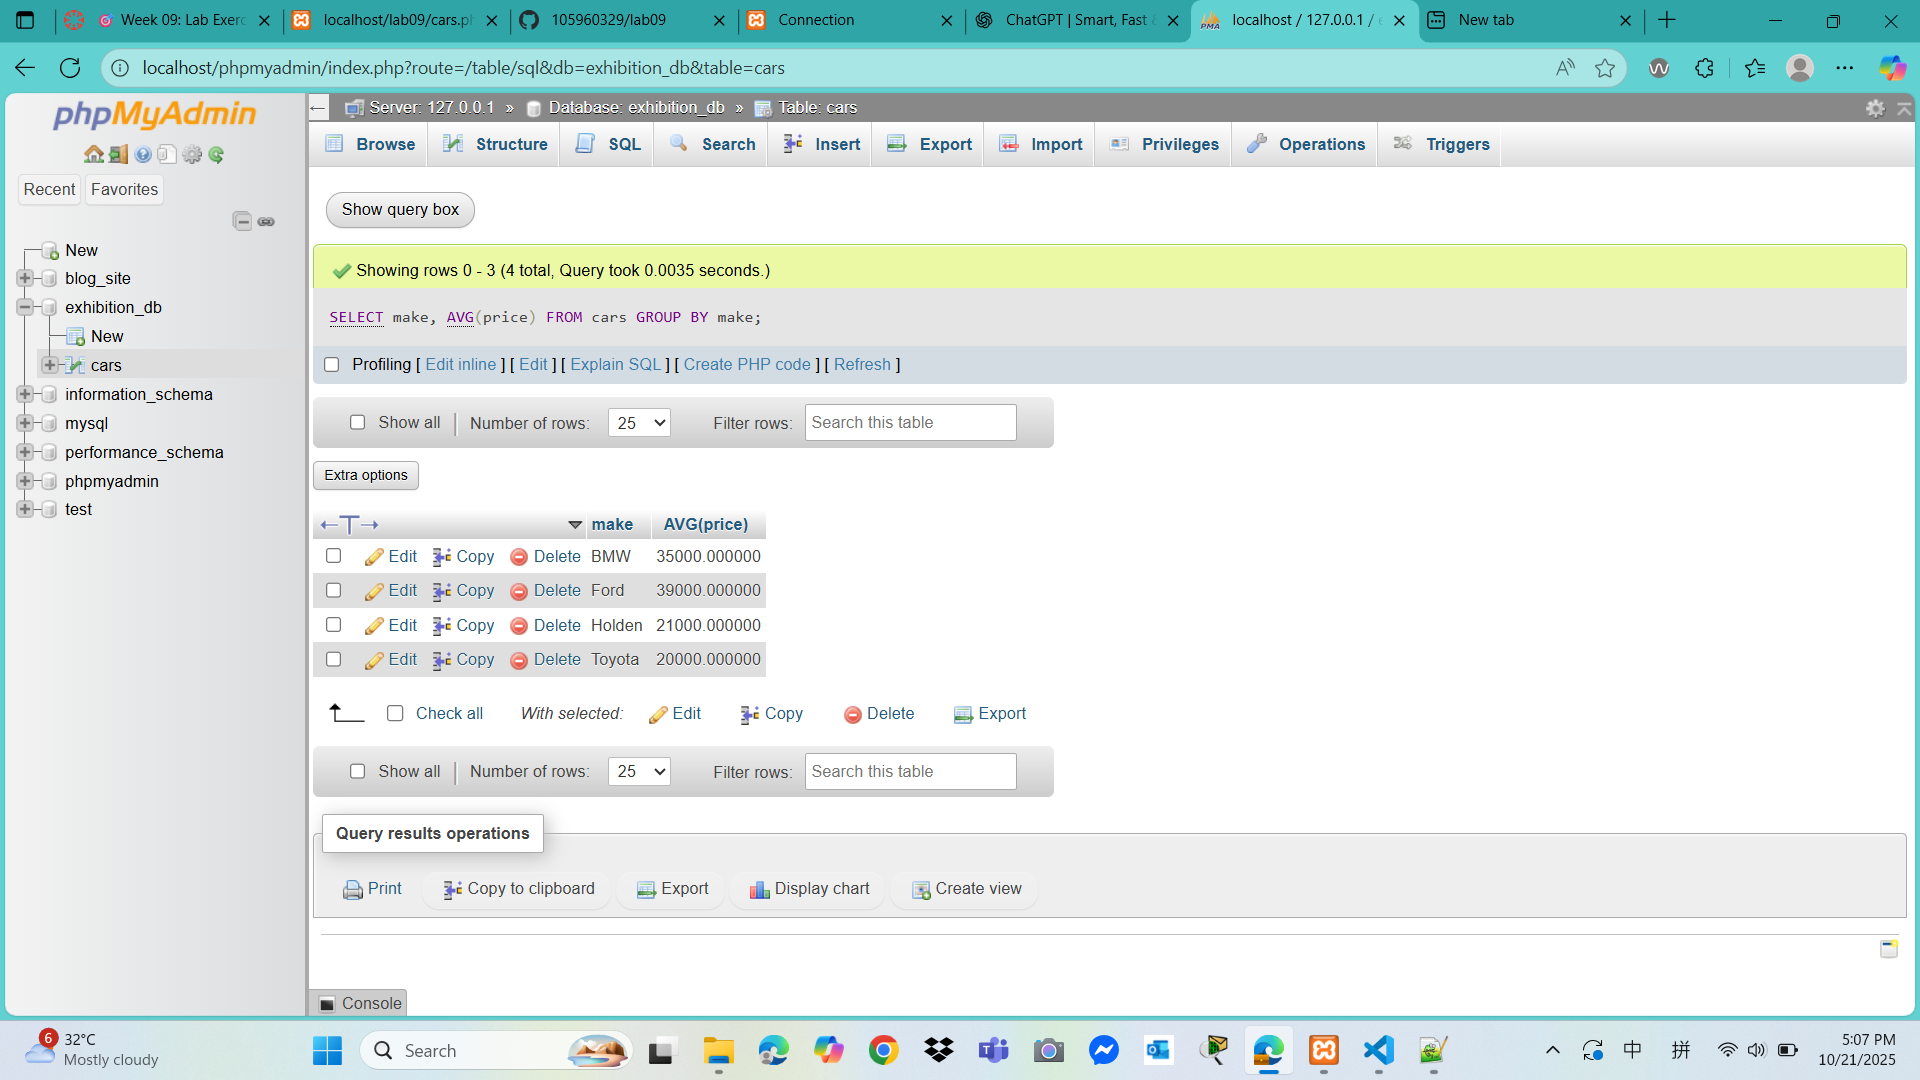 Week 09: Lab Exerc
localhost/lab09/cars.ph
105960329/lab09
Connection
ChatGPT | Smart, Fast &
localhost / 127.0.0.1 / e
New tab
localhost/phpmyadmin/index.php?route=/table/sql&db=exhibition_db&table=cars
phpMyAdmin
Recent
Favorites
New
blog_site
exhibition_db
New
cars
information_schema
mysql
performance_schema
phpmyadmin
test
Server: 127.0.0.1 » Database: exhibition_db » Table: cars
Browse Structure SQL Search Insert Export Import Privileges Operations Triggers
Show query box
Showing rows 0 - 3 (4 total, Query took 0.0035 seconds.)
SELECT make, AVG(price) FROM cars GROUP BY make;
Profiling [ Edit inline ] [ Edit ] [ Explain SQL ] [ Create PHP code ] [ Refresh ]
Show all Number of rows: 25 Filter rows: Search this table
Extra options
←T→ make AVG(price)
Edit Copy Delete BMW 35000.000000
Edit Copy Delete Ford 39000.000000
Edit Copy Delete Holden 21000.000000
Edit Copy Delete Toyota 20000.000000
Check all With selected: Edit Copy Delete Export
Show all Number of rows: 25 Filter rows: Search this table
Query results operations
Print Copy to clipboard Export Display chart Create view
Console
6
32°C
Mostly cloudy
Search
中
拼
5:07 PM
10/21/2025